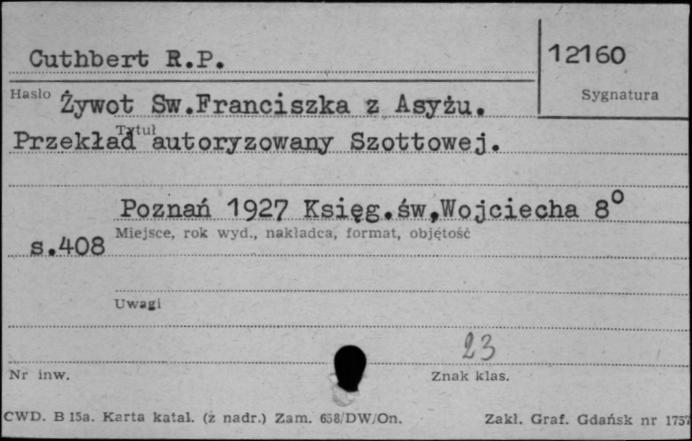 Cuthbert R.P.
12160
Hasło
Sygnatura
Żywot Sw.Franciszka z Asyżu.
Tytuł
Przekład autoryzowany Szottowej.
Poznań 1927 Księg.św,Wojciecha 8°
Miejsce, rok wyd., nakładca, format, objętość
s.408
Uwagi
23
Nr inw.
Znak klas.
CWD. B 15a. Karta katal. (z nadr.) Zam. 658/DW/On.
Zakł. Graf. Gdańsk nr 1757